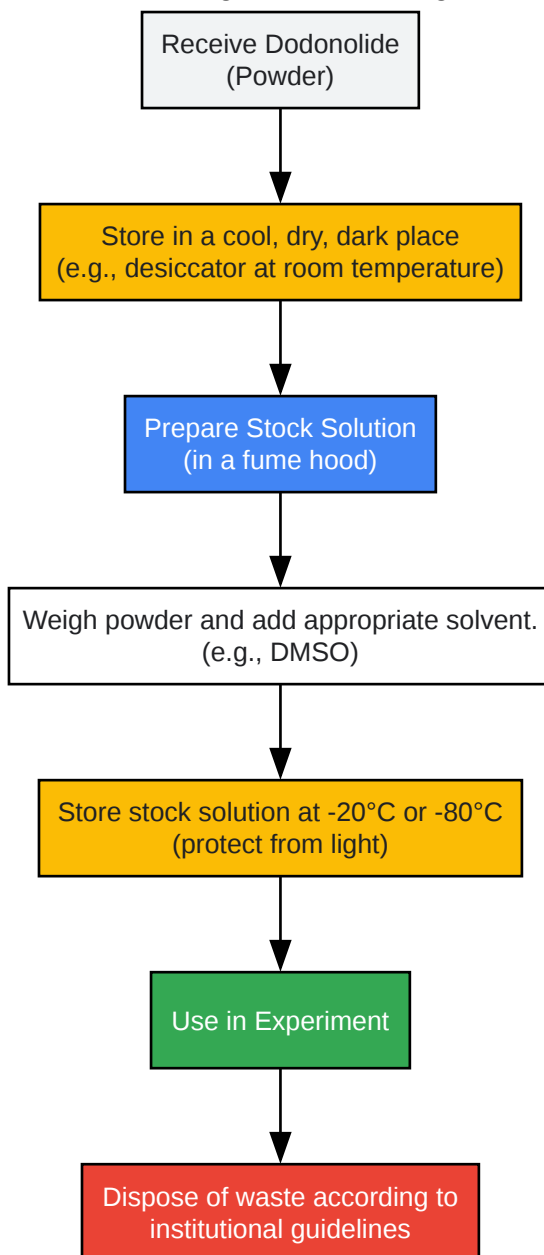 Receive Dodonolide
(Powder)
Store in a cool, dry, dark place
(e.g., desiccator at room temperature)
Prepare Stock Solution
(in a fume hood)
Weigh powder and add appropriate solvent.
(e.g., DMSO)
Store stock solution at -20°C or -80°C
(protect from light)
Use in Experiment
Dispose of waste according to
institutional guidelines